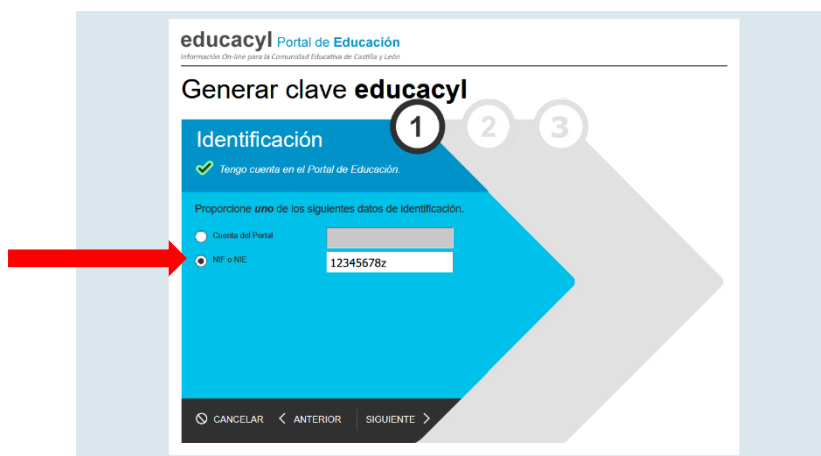 educacyl Portal de Educación
Información On-line para la Comunidad Educativa de Castilla y León
Generar clave educacyl
1 2 3
Identificación
Tengo cuenta en el Portal de Educación.
Proporcione uno de los siguientes datos de identificación.
Cuenta del Portal
NIF o NIE 12345678z
CANCELAR ANTERIOR SIGUIENTE